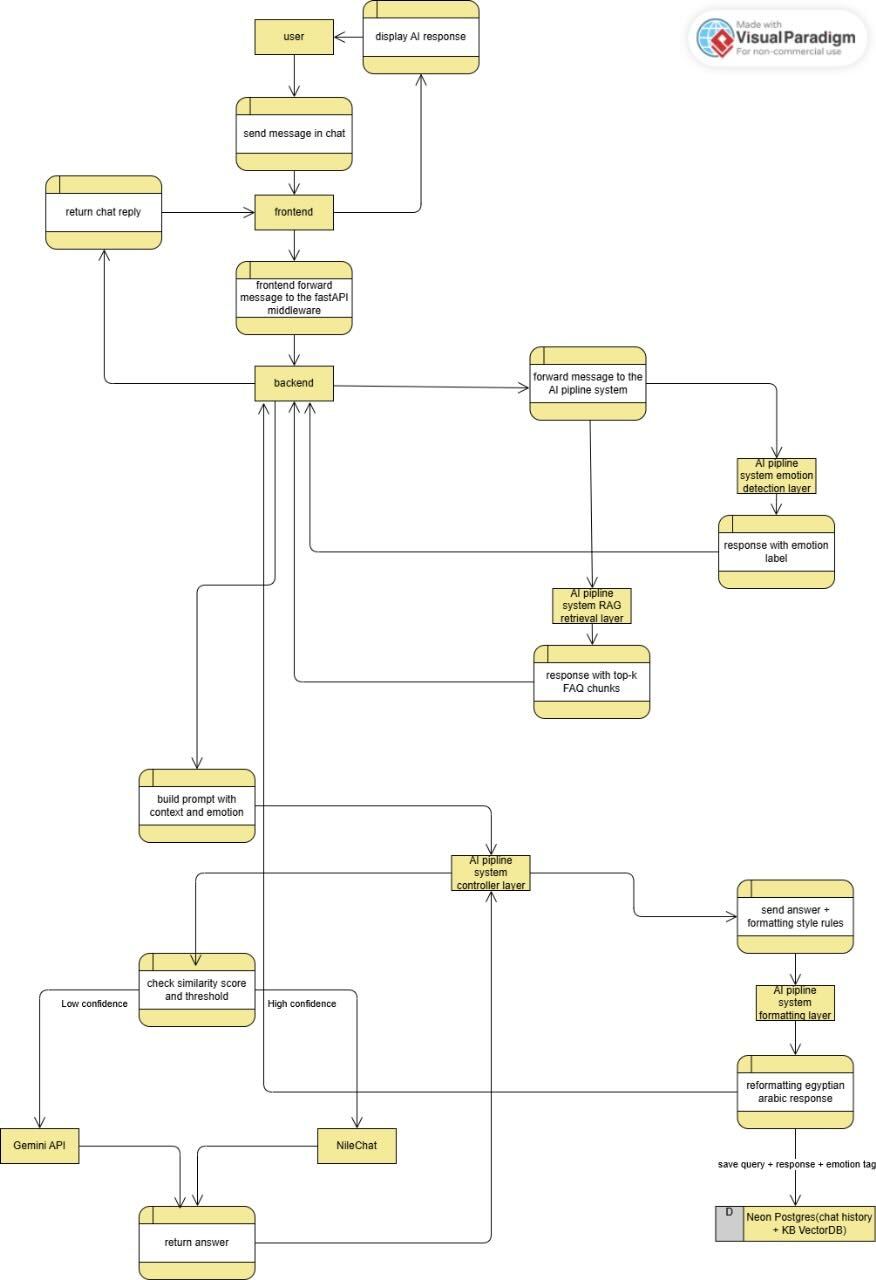 Made with
Visual Paradigm
For non-commercial use
user
display AI response
send message in chat
return chat reply
frontend
frontend forward
message to the fastAPI
middleware
backend
forward message to the
AI pipline system
AI pipline
system emotion
detection layer
response with emotion
label
AI pipline
system RAG
retrieval layer
response with top-k
FAQ chunks
build prompt with
context and emotion
AI pipline
system
controller layer
send answer +
formatting style rules
check similarity score
and threshold
Low confidence
High confidence
AI pipline
system
formatting layer
reformatting egyptian
arabic response
Gemini API
NileChat
save query + response + emotion tag
return answer
D
Neon Postgres(chat history
+ KB VectorDB)